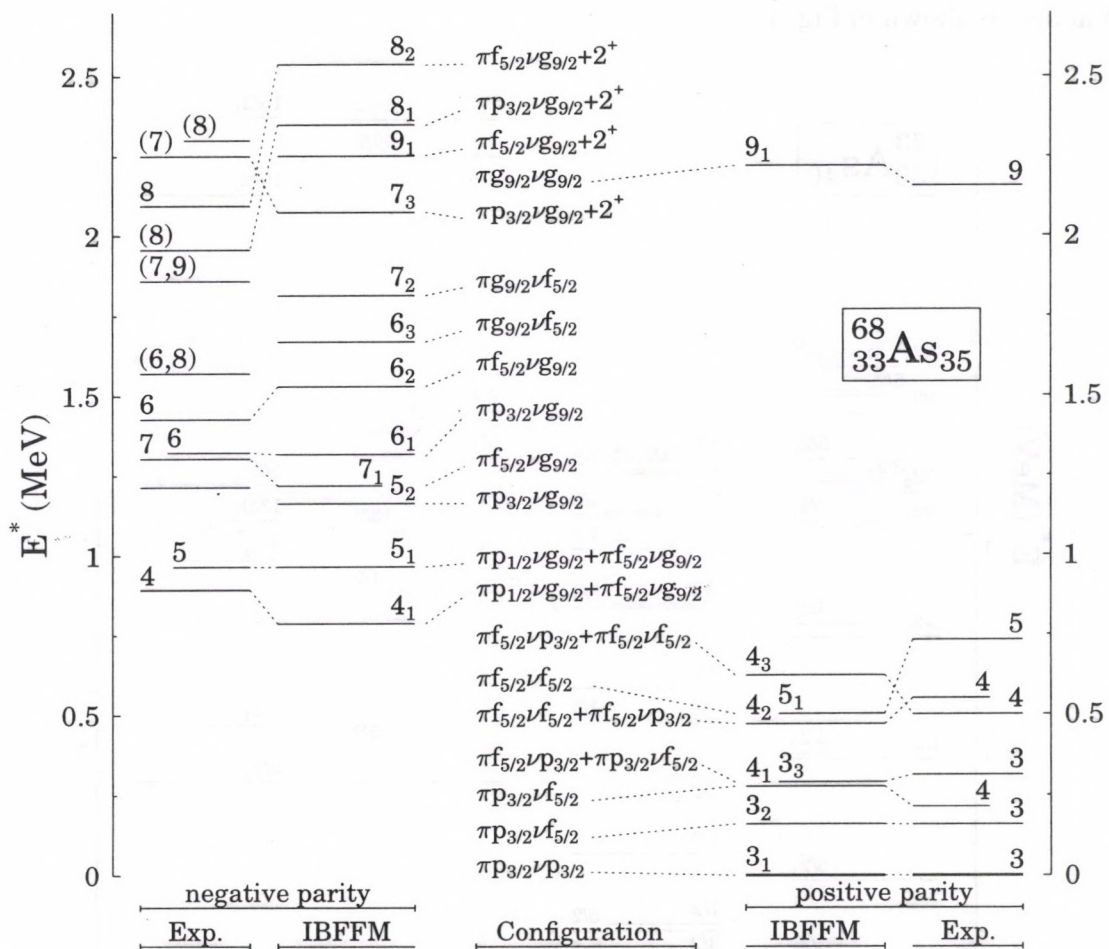 8₂ πf₅/₂νg₉/₂+2⁺
2.5 2.5
8₁ πp₃/₂νg₉/₂+2⁺
(7) (8) 9₁ πf₅/₂νg₉/₂+2⁺ 9₁
πg₉/₂νg₉/₂ 9
8 7₃ πp₃/₂νg₉/₂+2⁺
2 (8) 2
(7,9) 7₂ πg₉/₂νf₅/₂
6₃ πg₉/₂νf₅/₂
⁶⁸₃₃As₃₅
(6,8) 6₂ πf₅/₂νg₉/₂
1.5 6 1.5
πp₃/₂νg₉/₂
7 6 6₁
7₁ πf₅/₂νg₉/₂
5₂ πp₃/₂νg₉/₂
E* (MeV)
1 5 5₁ πp₁/₂νg₉/₂+πf₅/₂νg₉/₂ 1
4 4₁ πp₁/₂νg₉/₂+πf₅/₂νg₉/₂
πf₅/₂νp₃/₂+πf₅/₂νf₅/₂ 4₃ 5
πf₅/₂νf₅/₂ 5₁ 4
0.5 πf₅/₂νf₅/₂+πf₅/₂νp₃/₂ 4₂ 4 0.5
πf₅/₂νp₃/₂+πp₃/₂νf₅/₂ 4₁ 3₃ 3
πp₃/₂νf₅/₂ 4
πp₃/₂νf₅/₂ 3₂ 3
0 πp₃/₂νp₃/₂ 3₁ 3 0
negative parity positive parity
Exp. IBFFM Configuration IBFFM Exp.